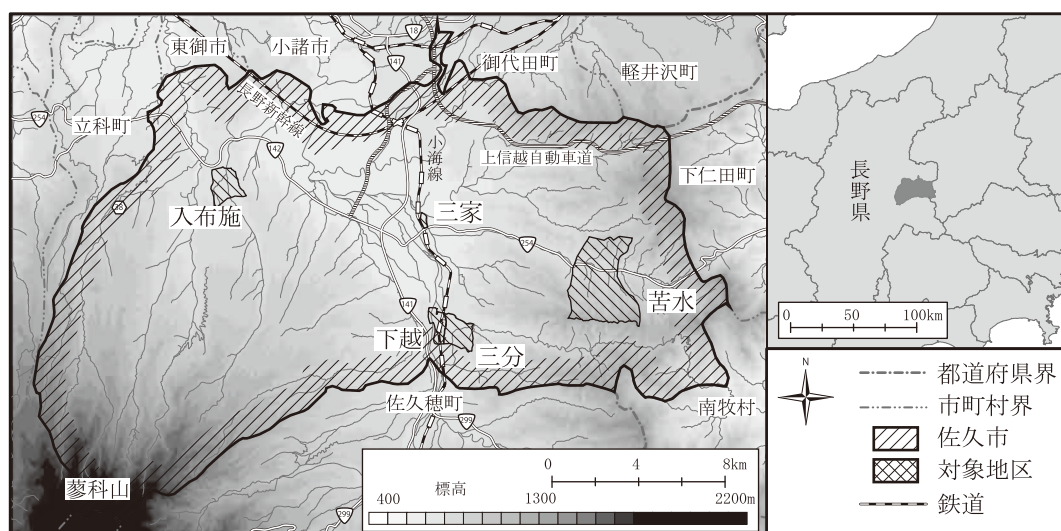 東御市
小諸市
18
141
御代田町
軽井沢町
254
立科町
長野新幹線
142
小海線
上信越自動車道
下仁田町
38
入布施
三家
254
苦水
141
下越
三分
佐久穂町
299
南牧村
蓼科山
299
0 4 8km
標高
400 1300 2200m
長野県
0 50 100km
N
都道府県界
市町村界
佐久市
対象地区
鉄道